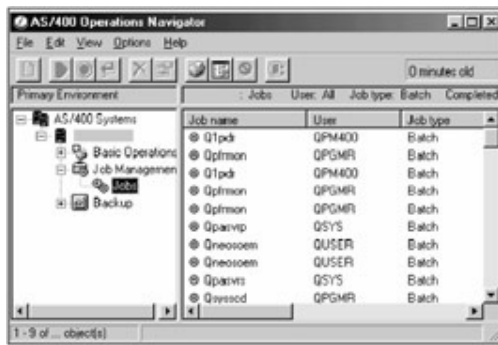 AS/400 Operations Navigator
File Edit View Options Help
0 minutes old
Primary Environment
: Jobs User: All Job type: Batch Completed
AS/400 Systems
Basic Operations
Job Managemen
Jobs
Backup
Job name User Job type
Q1pdr QPM400 Batch
Qpfrmon QPGMR Batch
Q1pdr QPM400 Batch
Qpfrmon QPGMR Batch
Qpasvrp QSYS Batch
Qneosoem QUSER Batch
Qneosoem QUSER Batch
Qpasvrs QSYS Batch
Qsysscd QPGMR Batch
1 - 9 of ... object(s)